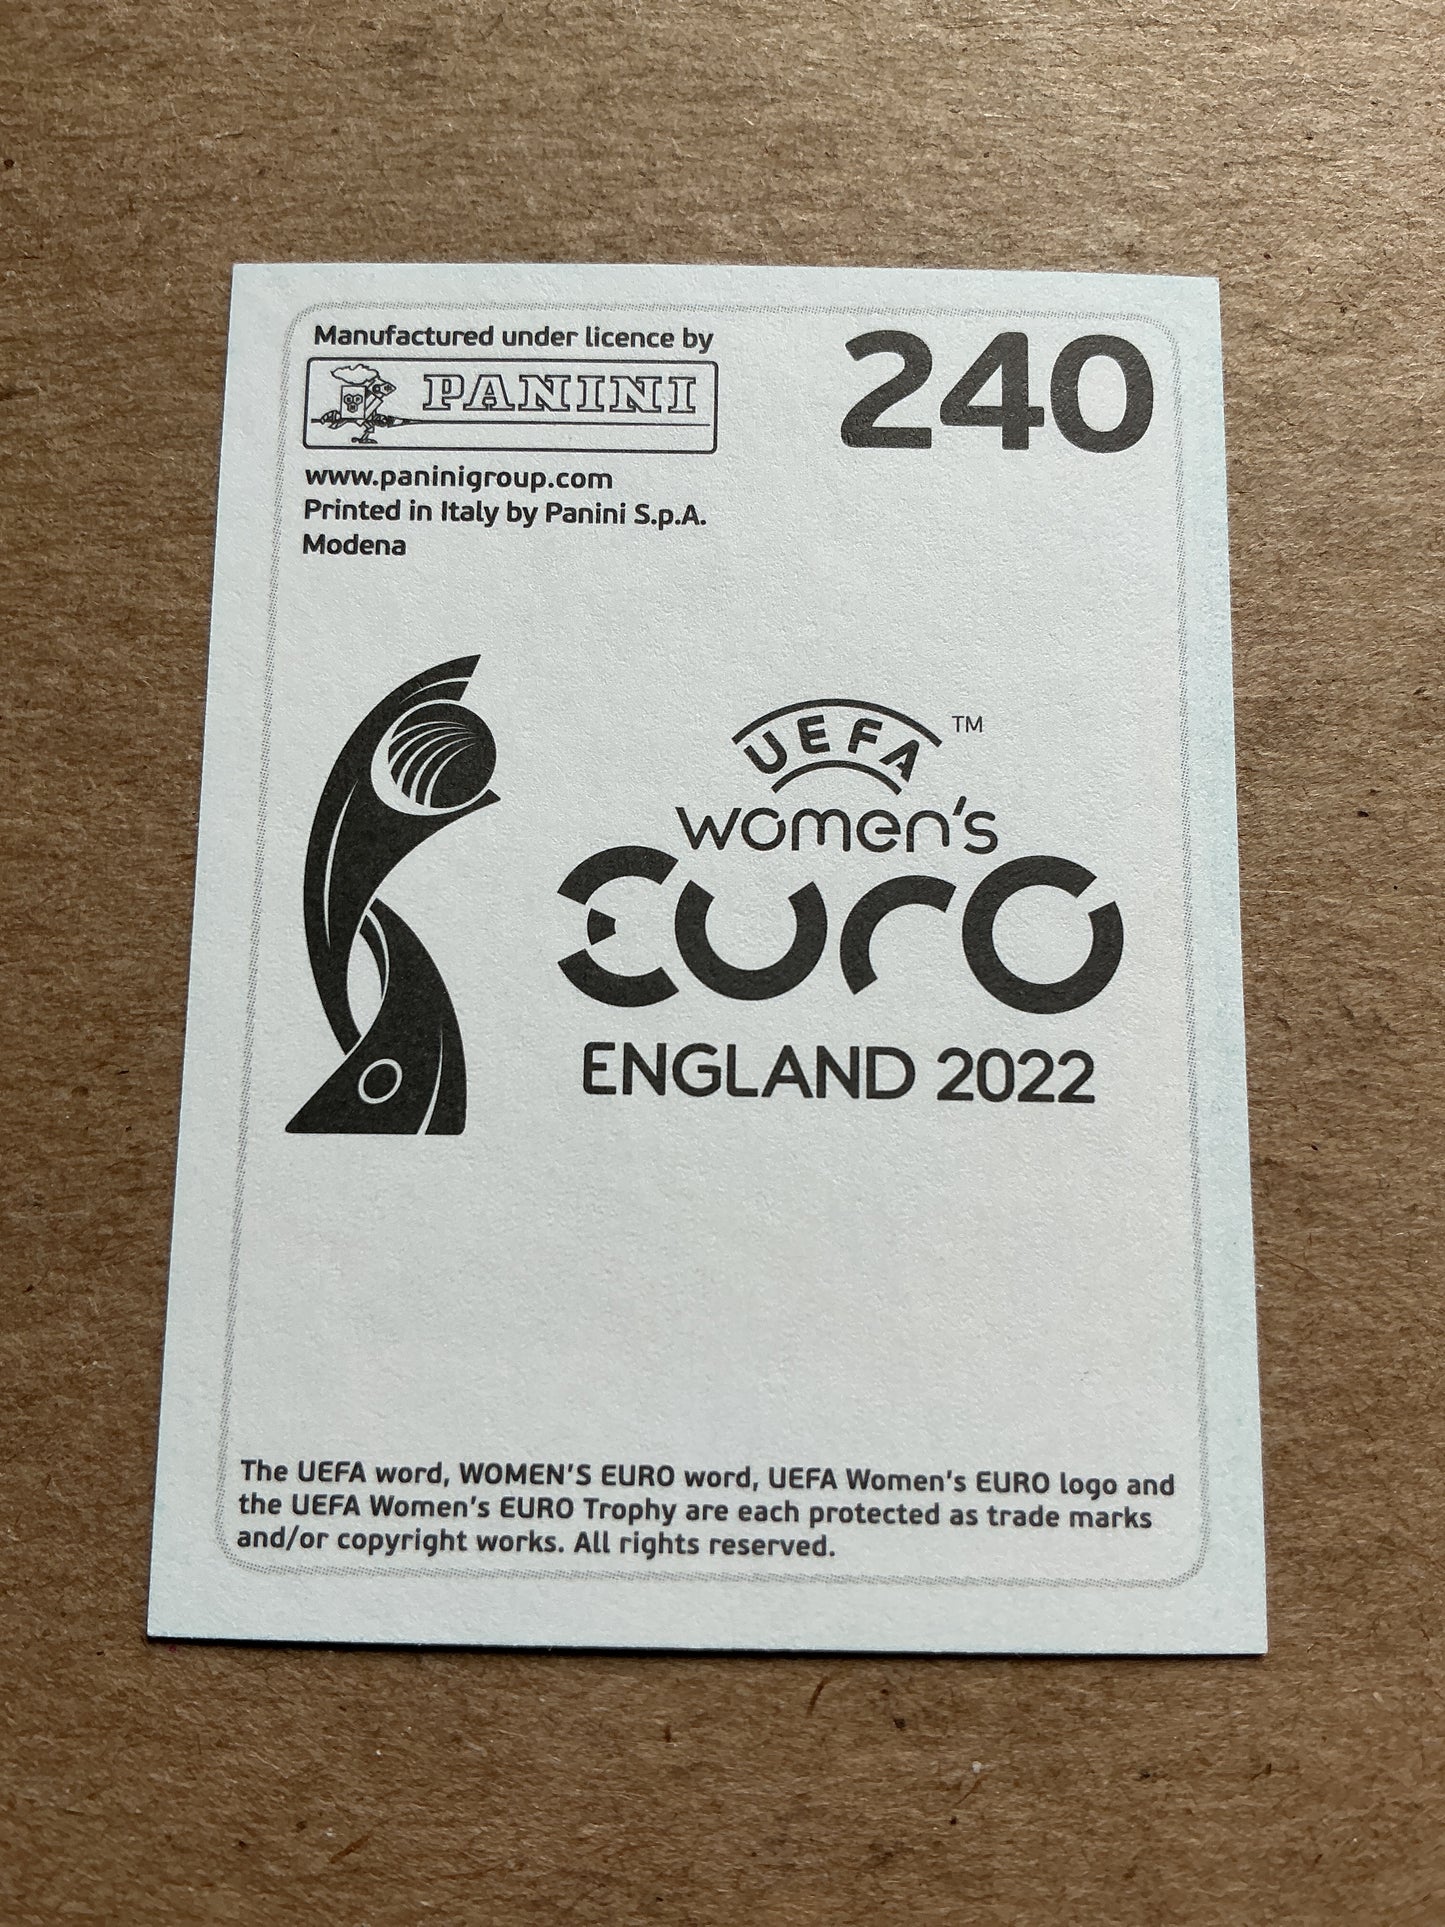 Manufactured under licence by
PANINI
240
www.paninigroup.com
Printed in Italy by Panini S.p.A.
Modena
UEFA TM
women's
EURO
ENGLAND 2022
The UEFA word, WOMEN'S EURO word, UEFA Women's EURO logo and
the UEFA Women's EURO Trophy are each protected as trade marks
and/or copyright works. All rights reserved.